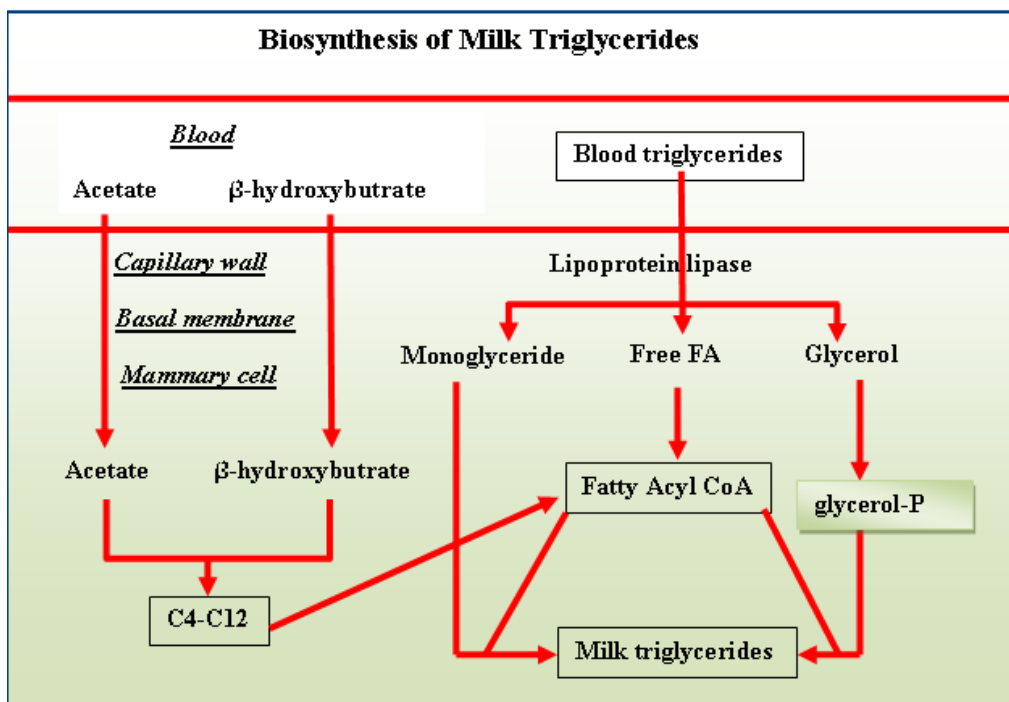 Biosynthesis of Milk Triglycerides
Blood
Blood triglycerides
Acetate β-hydroxybutrate
Capillary wall
Lipoprotein lipase
Basal membrane
Monoglyceride Free FA Glycerol
Mammary cell
Acetate β-hydroxybutrate
Fatty Acyl CoA
glycerol-P
C4-C12
Milk triglycerides